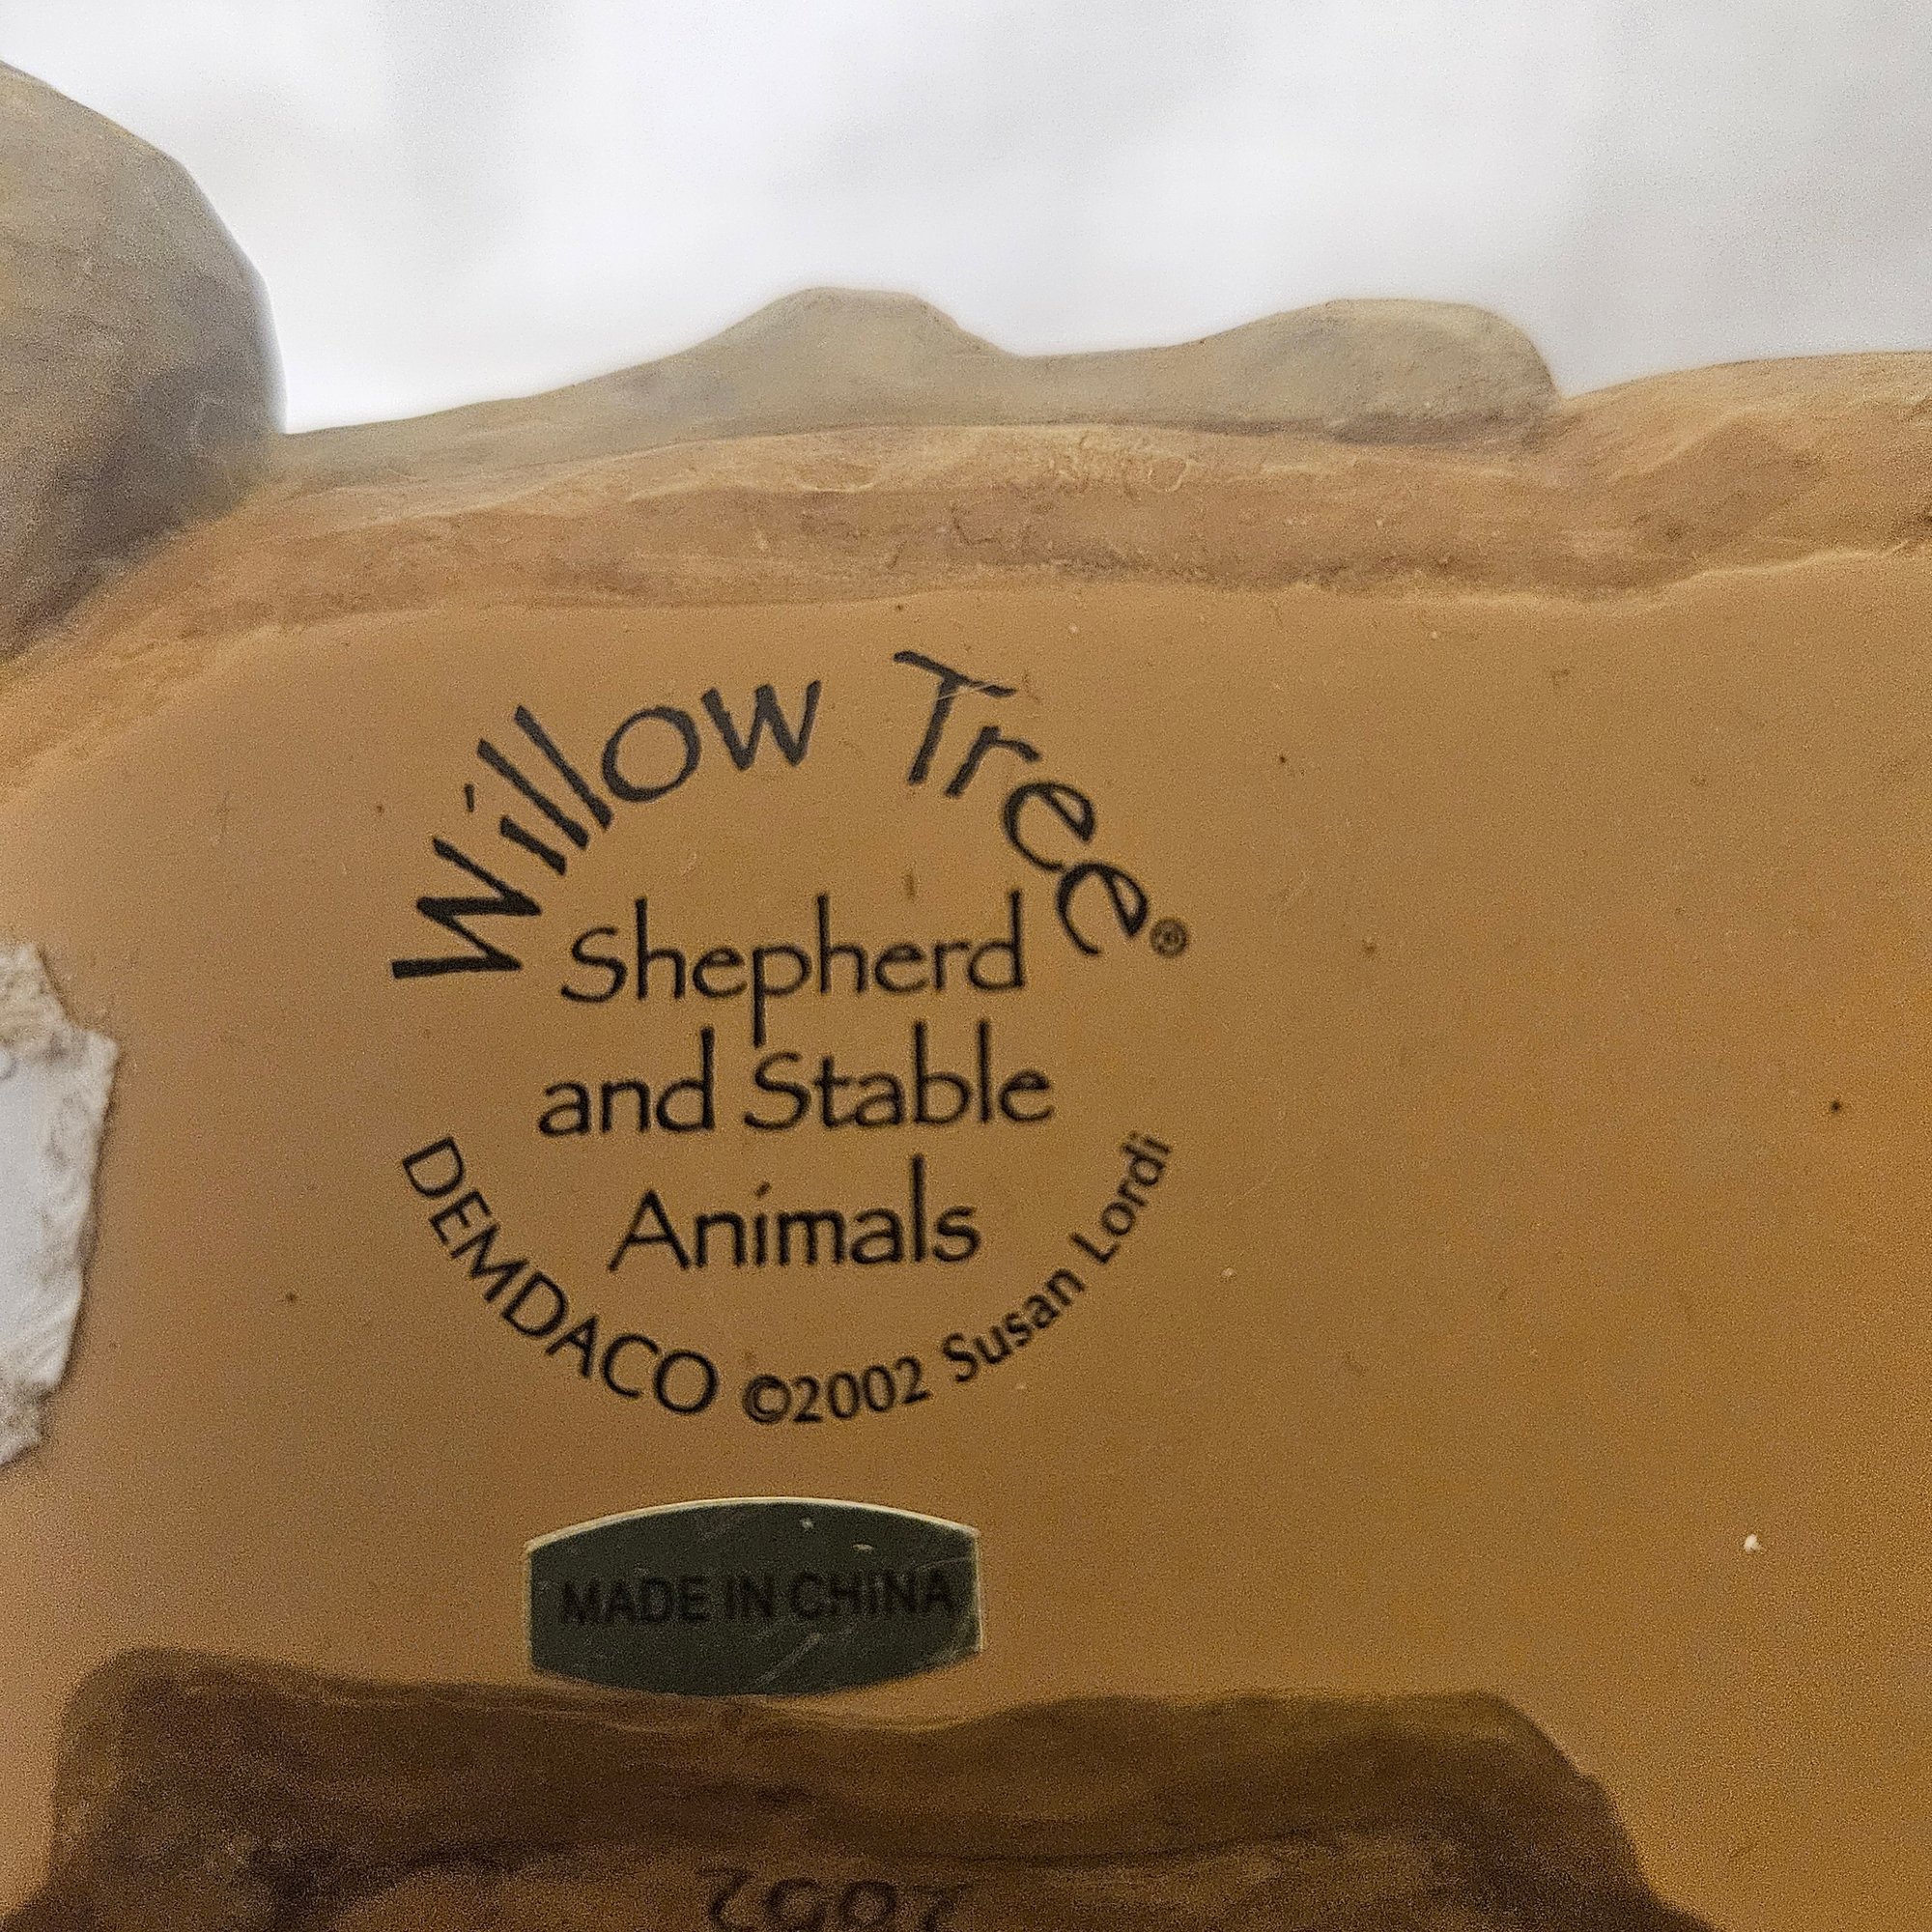 Willow Tree®
Shepherd
and Stable
Animals
DEMDACO ©2002 Susan Lordi
MADE IN CHINA